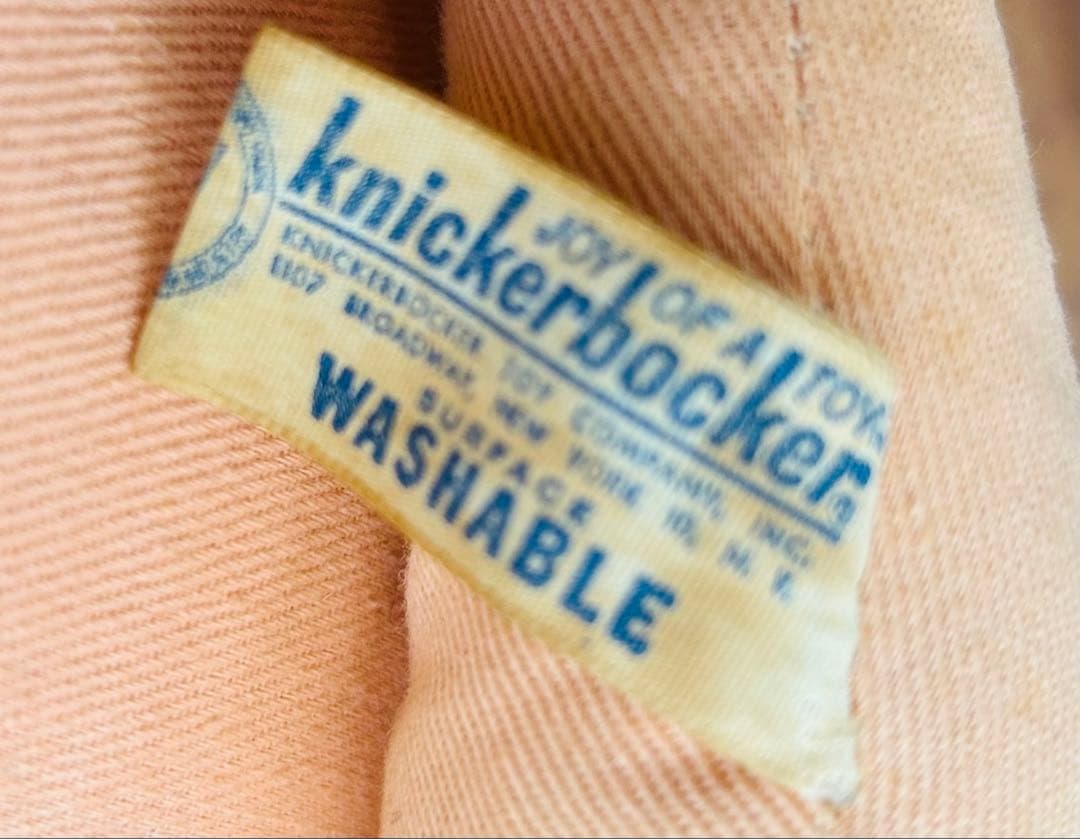 JOY OF A TOY
knickerbocker®
KNICKERBOCKER TOY COMPANY, INC.
1107 BROADWAY, NEW YORK 10, N. Y.
SURFACE
WASHABLE